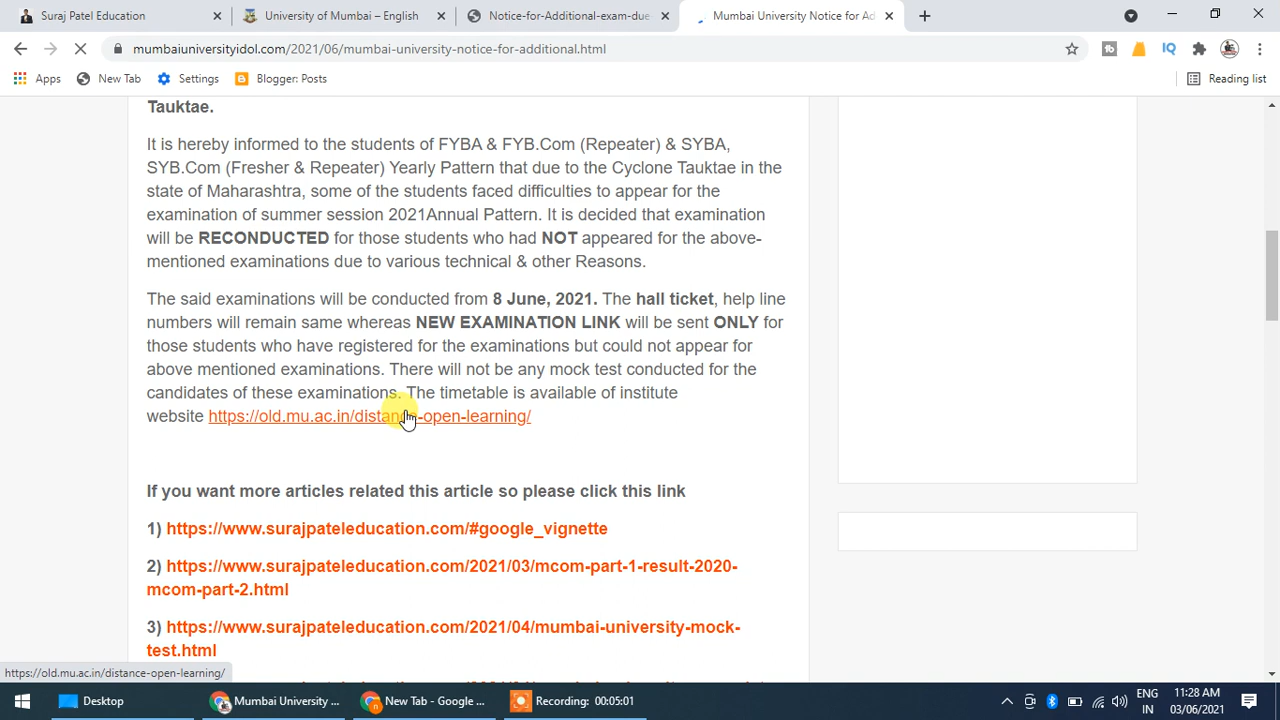 Suraj Patel Education
University of Mumbai – English
Notice-for-Additional-exam-due
Mumbai University Notice for Ad
mumbaiuniversityidol.com/2021/06/mumbai-university-notice-for-additional.html
Apps
New Tab
Settings
Blogger: Posts
Reading list
Tauktae.
It is hereby informed to the students of FYBA & FYB.Com (Repeater) & SYBA,
SYB.Com (Fresher & Repeater) Yearly Pattern that due to the Cyclone Tauktae in the
state of Maharashtra, some of the students faced difficulties to appear for the
examination of summer session 2021Annual Pattern. It is decided that examination
will be RECONDUCTED for those students who had NOT appeared for the above-
mentioned examinations due to various technical & other Reasons.
The said examinations will be conducted from 8 June, 2021. The hall ticket, help line
numbers will remain same whereas NEW EXAMINATION LINK will be sent ONLY for
those students who have registered for the examinations but could not appear for
above mentioned examinations. There will not be any mock test conducted for the
candidates of these examinations. The timetable is available of institute
website https://old.mu.ac.in/distance-open-learning/
If you want more articles related this article so please click this link
1) https://www.surajpateleducation.com/#google_vignette
2) https://www.surajpateleducation.com/2021/03/mcom-part-1-result-2020-
mcom-part-2.html
3) https://www.surajpateleducation.com/2021/04/mumbai-university-mock-
test.html
https://old.mu.ac.in/distance-open-learning/
Desktop
Mumbai University ...
New Tab - Google ...
Recording: 00:05:01
ENG
IN
11:28 AM
03/06/2021